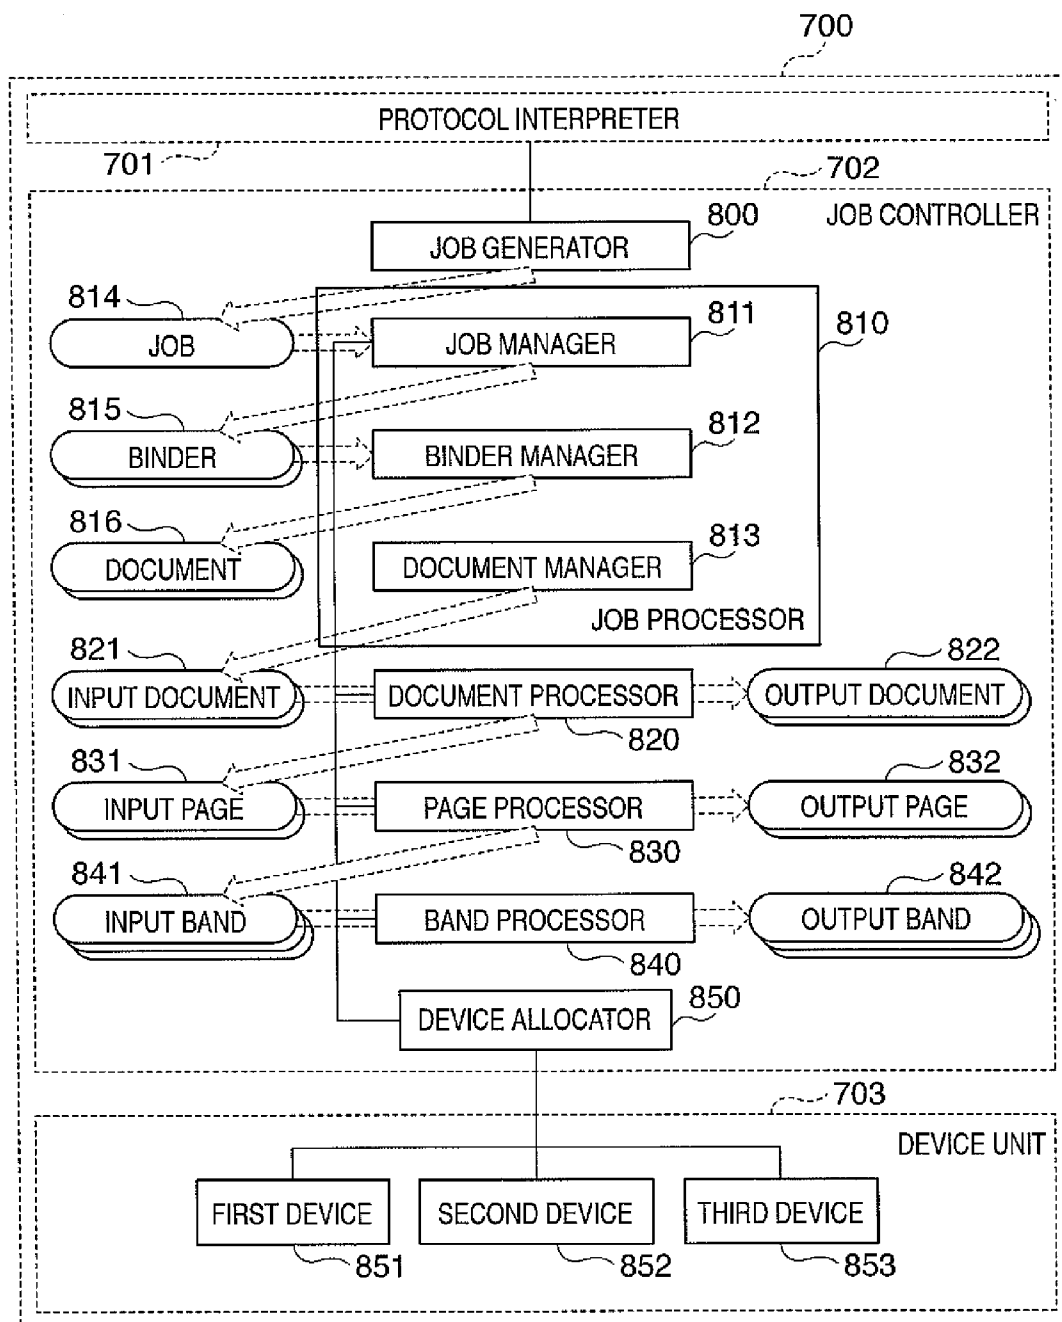 700
PROTOCOL INTERPRETER
701
702
JOB CONTROLLER
800
JOB GENERATOR
814
JOB
811
JOB MANAGER
810
815
BINDER
812
BINDER MANAGER
816
DOCUMENT
813
DOCUMENT MANAGER
JOB PROCESSOR
821
INPUT DOCUMENT
DOCUMENT PROCESSOR
820
822
OUTPUT DOCUMENT
831
INPUT PAGE
PAGE PROCESSOR
830
832
OUTPUT PAGE
841
INPUT BAND
BAND PROCESSOR
840
842
OUTPUT BAND
850
DEVICE ALLOCATOR
703
DEVICE UNIT
FIRST DEVICE
851
SECOND DEVICE
852
THIRD DEVICE
853